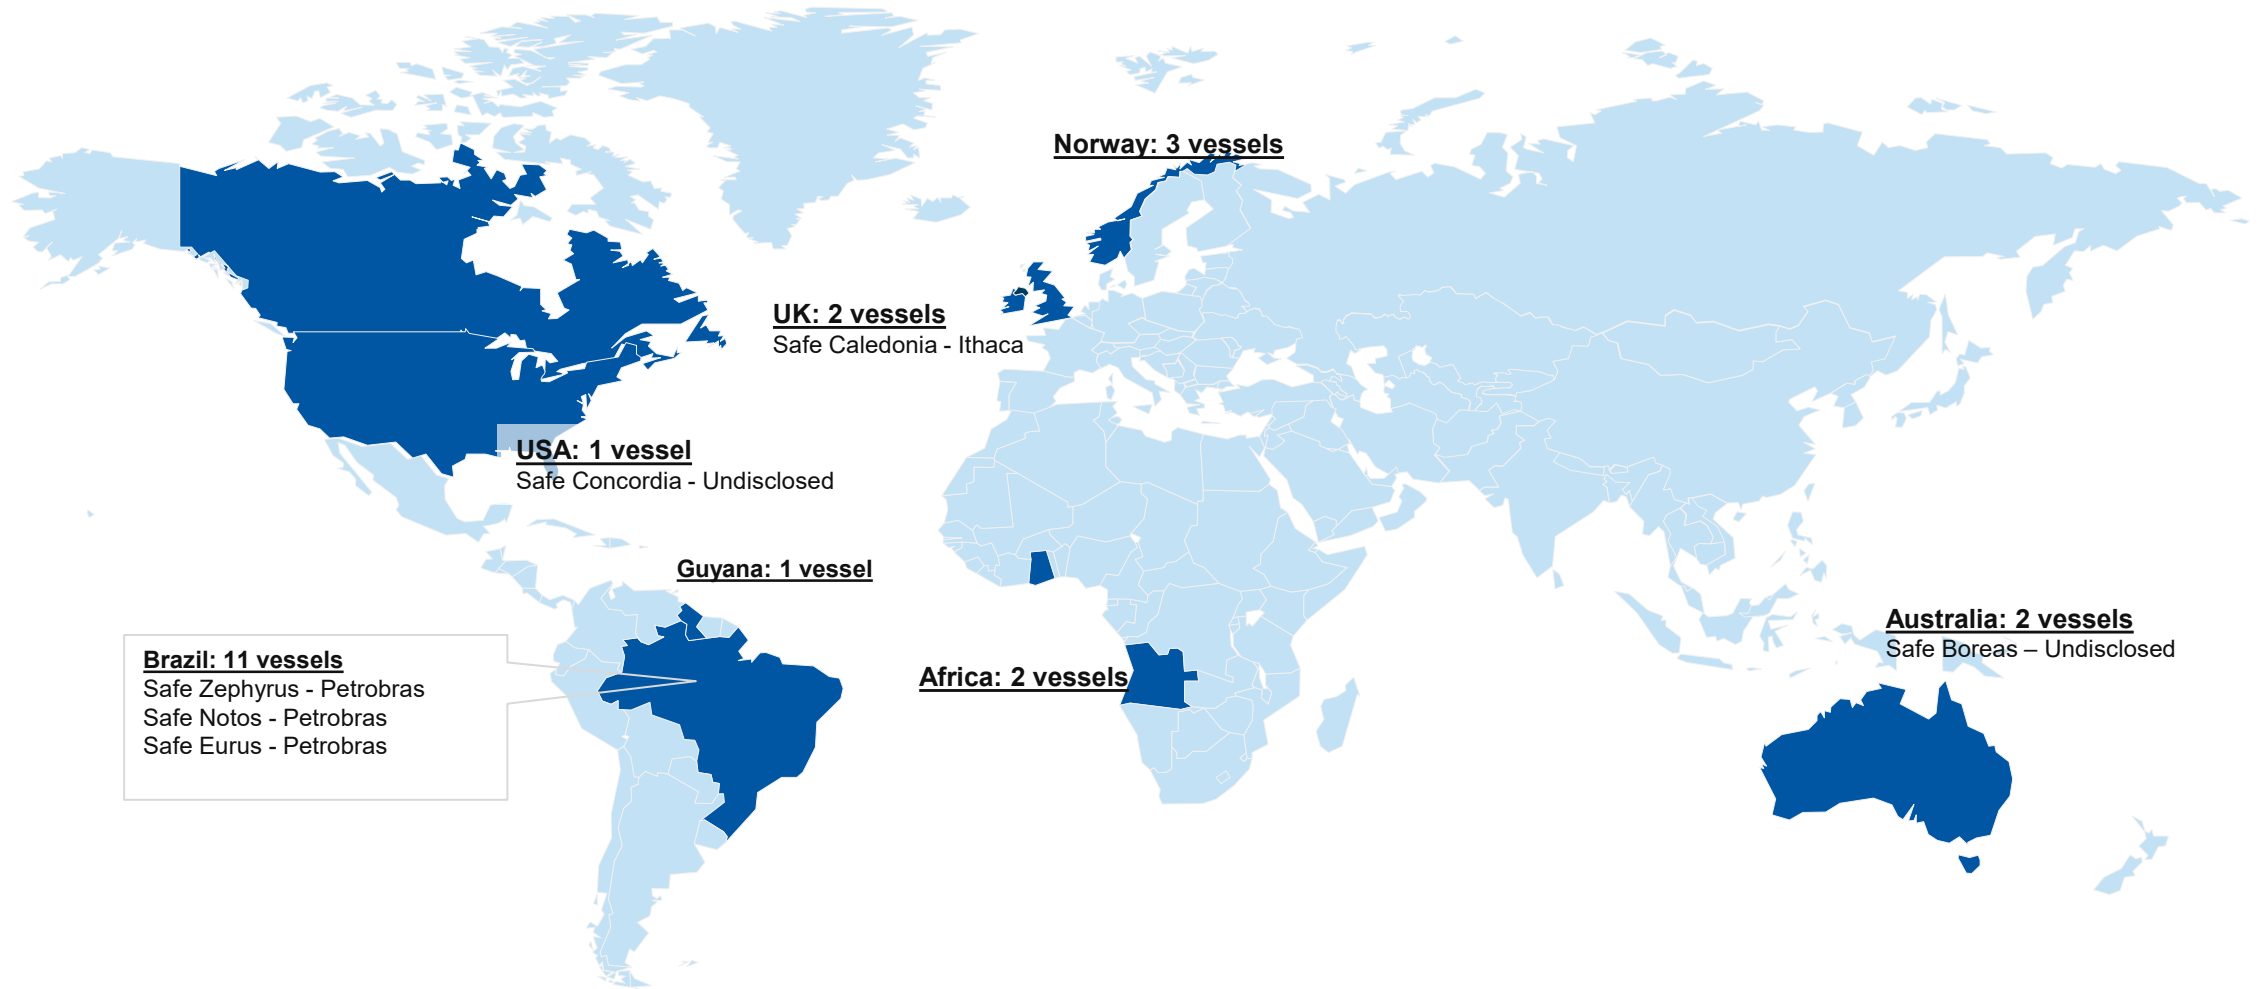 Norway: 3 vessels
UK: 2 vessels
Safe Caledonia - Ithaca
USA: 1 vessel
Safe Concordia - Undisclosed
Guyana: 1 vessel
Brazil: 11 vessels
Safe Zephyrus - Petrobras
Safe Notos - Petrobras
Safe Eurus - Petrobras
Africa: 2 vessels
Australia: 2 vessels
Safe Boreas – Undisclosed